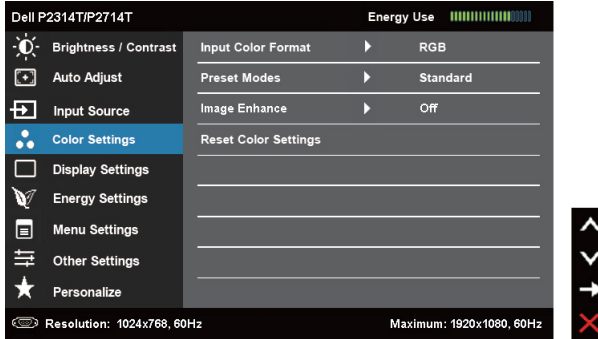 Dell P2314T/P2714T Energy Use
Brightness / Contrast Input Color Format RGB
Auto Adjust Preset Modes Standard
Input Source Image Enhance Off
Color Settings Reset Color Settings
Display Settings
Energy Settings
Menu Settings
Other Settings
Personalize
Resolution: 1024x768, 60Hz Maximum: 1920x1080, 60Hz